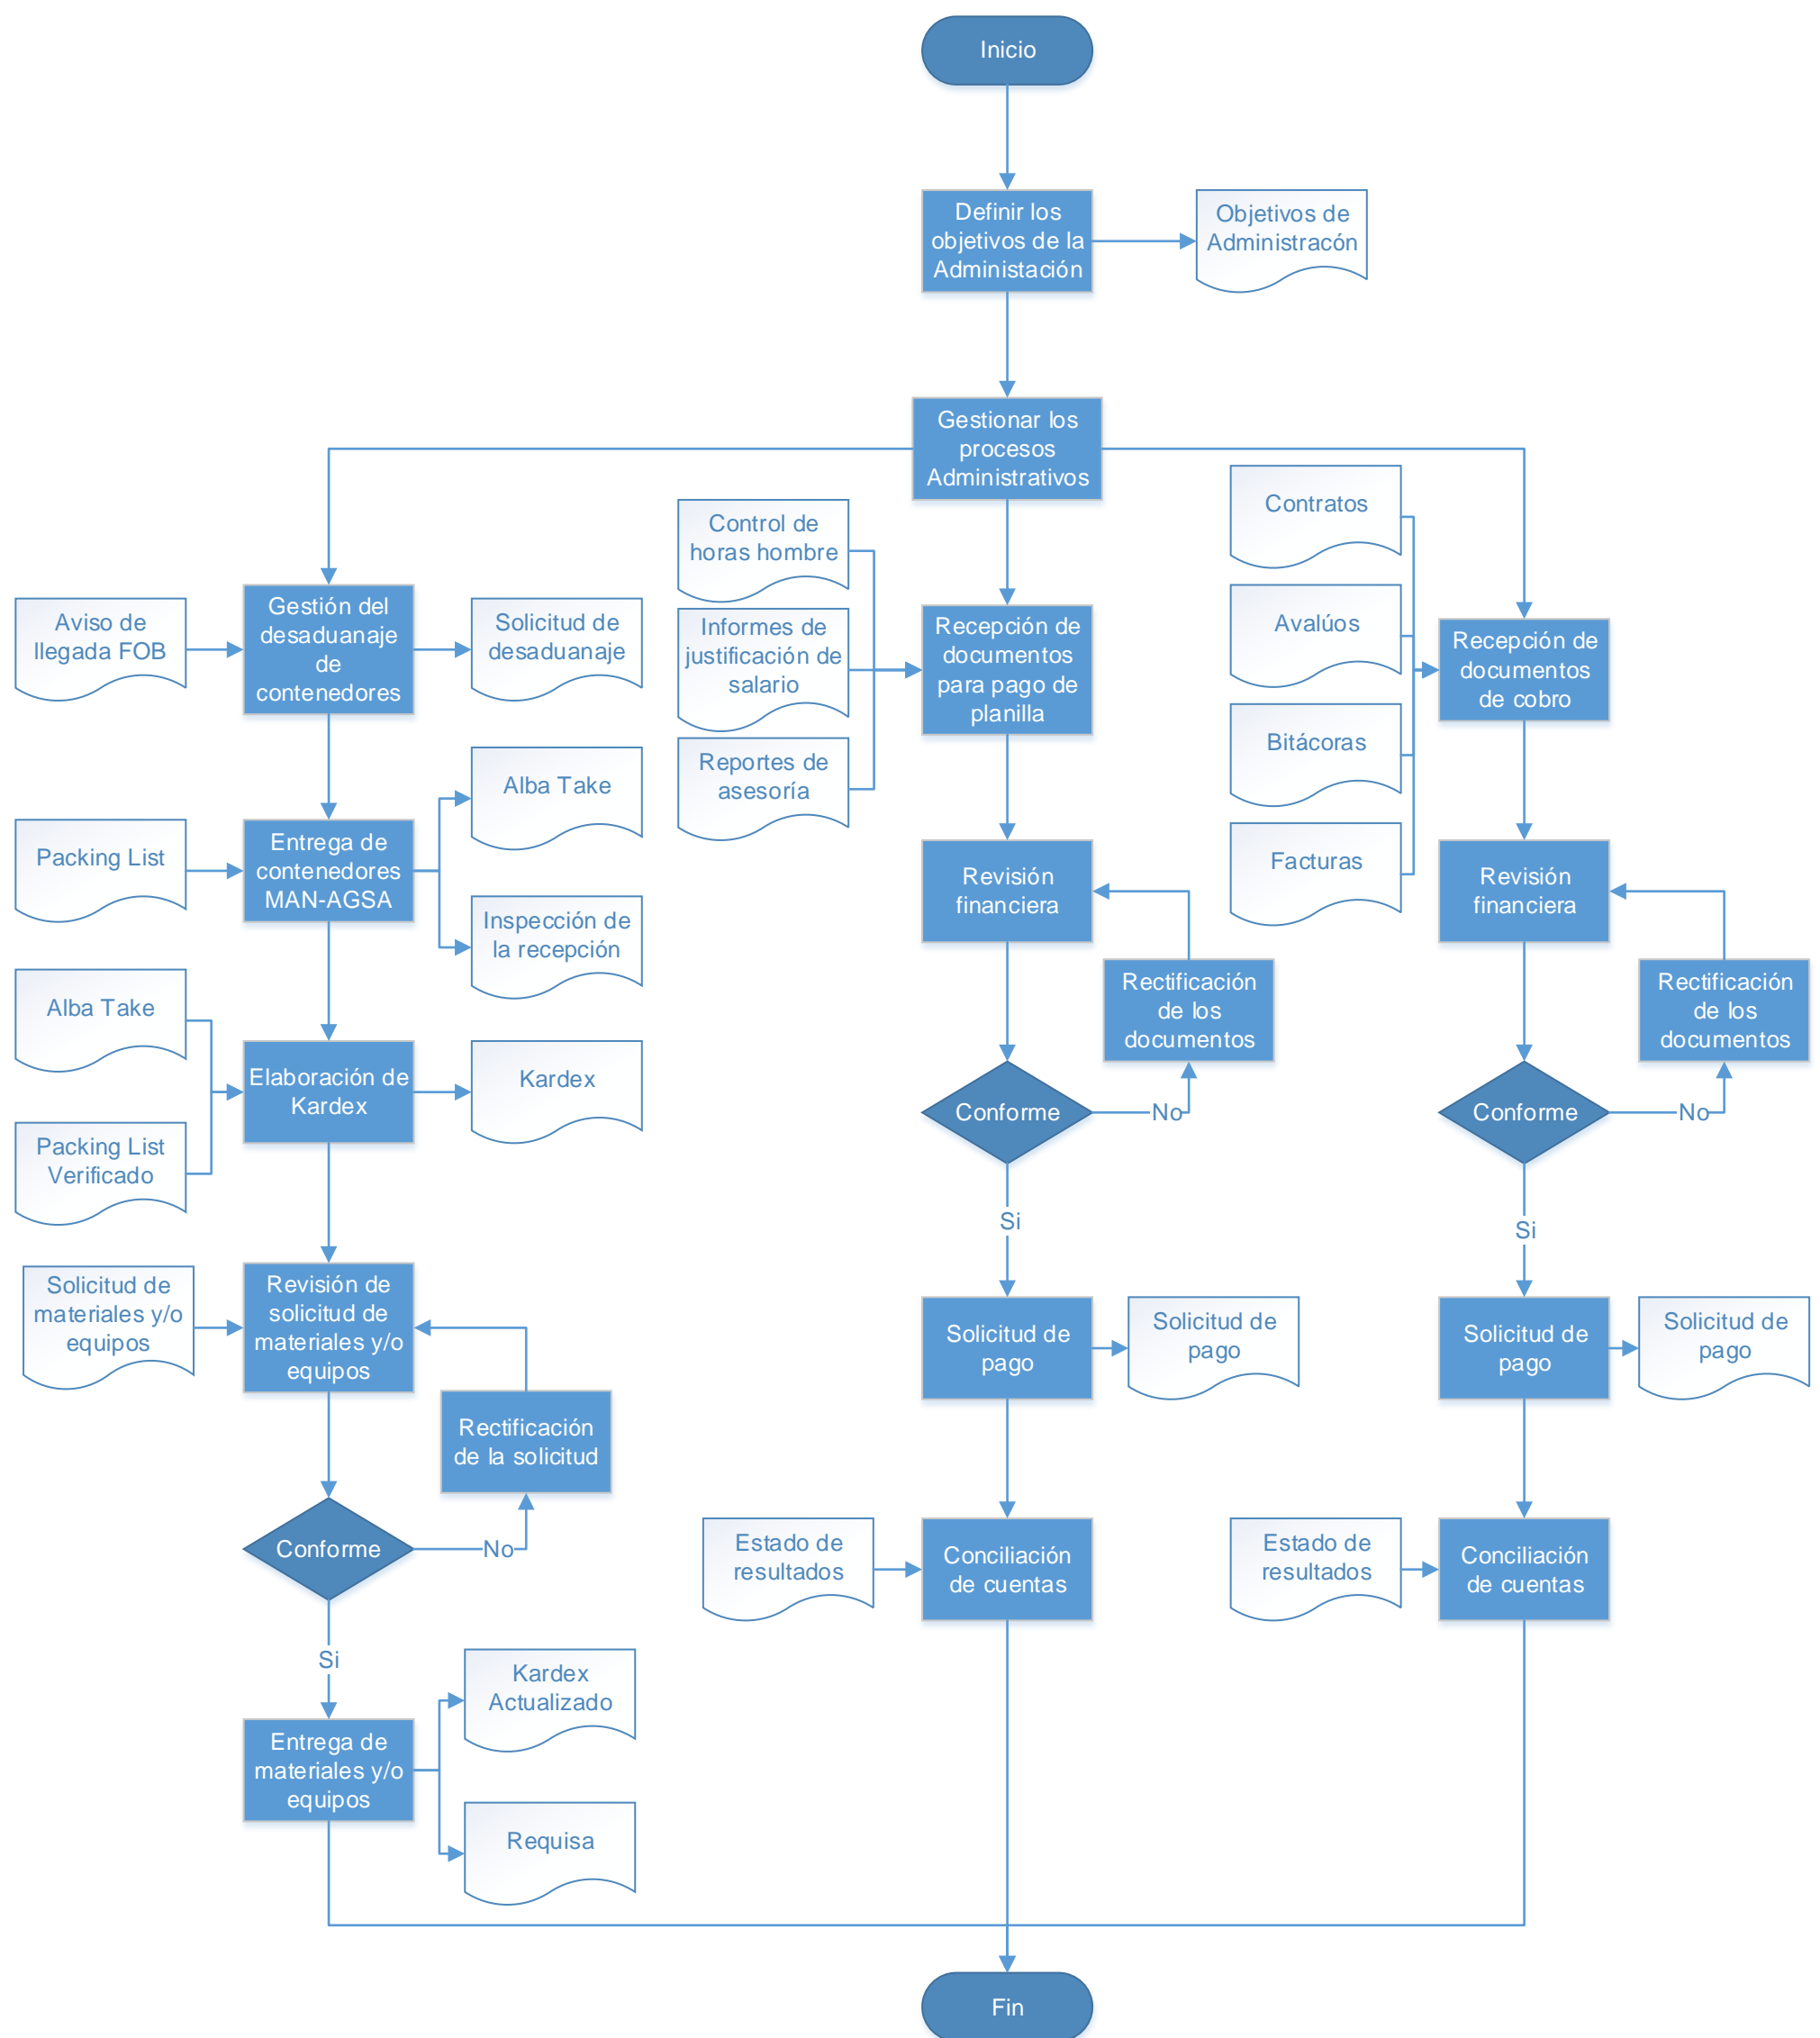 Inicio
Definir los
objetivos de la
Administación
Objetivos de
Administracón
Gestionar los
procesos
Administrativos
Aviso de
llegada FOB
Gestión del
desaduanaje
de
contenedores
Solicitud de
desaduanaje
Packing List
Entrega de
contenedores
MAN-AGSA
Alba Take
Inspección de
la recepción
Alba Take
Packing List
Verificado
Elaboración de
Kardex
Kardex
Solicitud de
materiales y/o
equipos
Revisión de
solicitud de
materiales y/o
equipos
Rectificación
de la solicitud
Conforme
No
Si
Entrega de
materiales y/o
equipos
Kardex
Actualizado
Requisa
Control de
horas hombre
Informes de
justificación de
salario
Reportes de
asesoría
Recepción de
documentos
para pago de
planilla
Revisión
financiera
Rectificación
de los
documentos
Conforme
No
Si
Solicitud de
pago
Solicitud de
pago
Estado de
resultados
Conciliación
de cuentas
Contratos
Avalúos
Bitácoras
Facturas
Recepción de
documentos
de cobro
Revisión
financiera
Rectificación
de los
documentos
Conforme
No
Si
Solicitud de
pago
Solicitud de
pago
Estado de
resultados
Conciliación
de cuentas
Fin